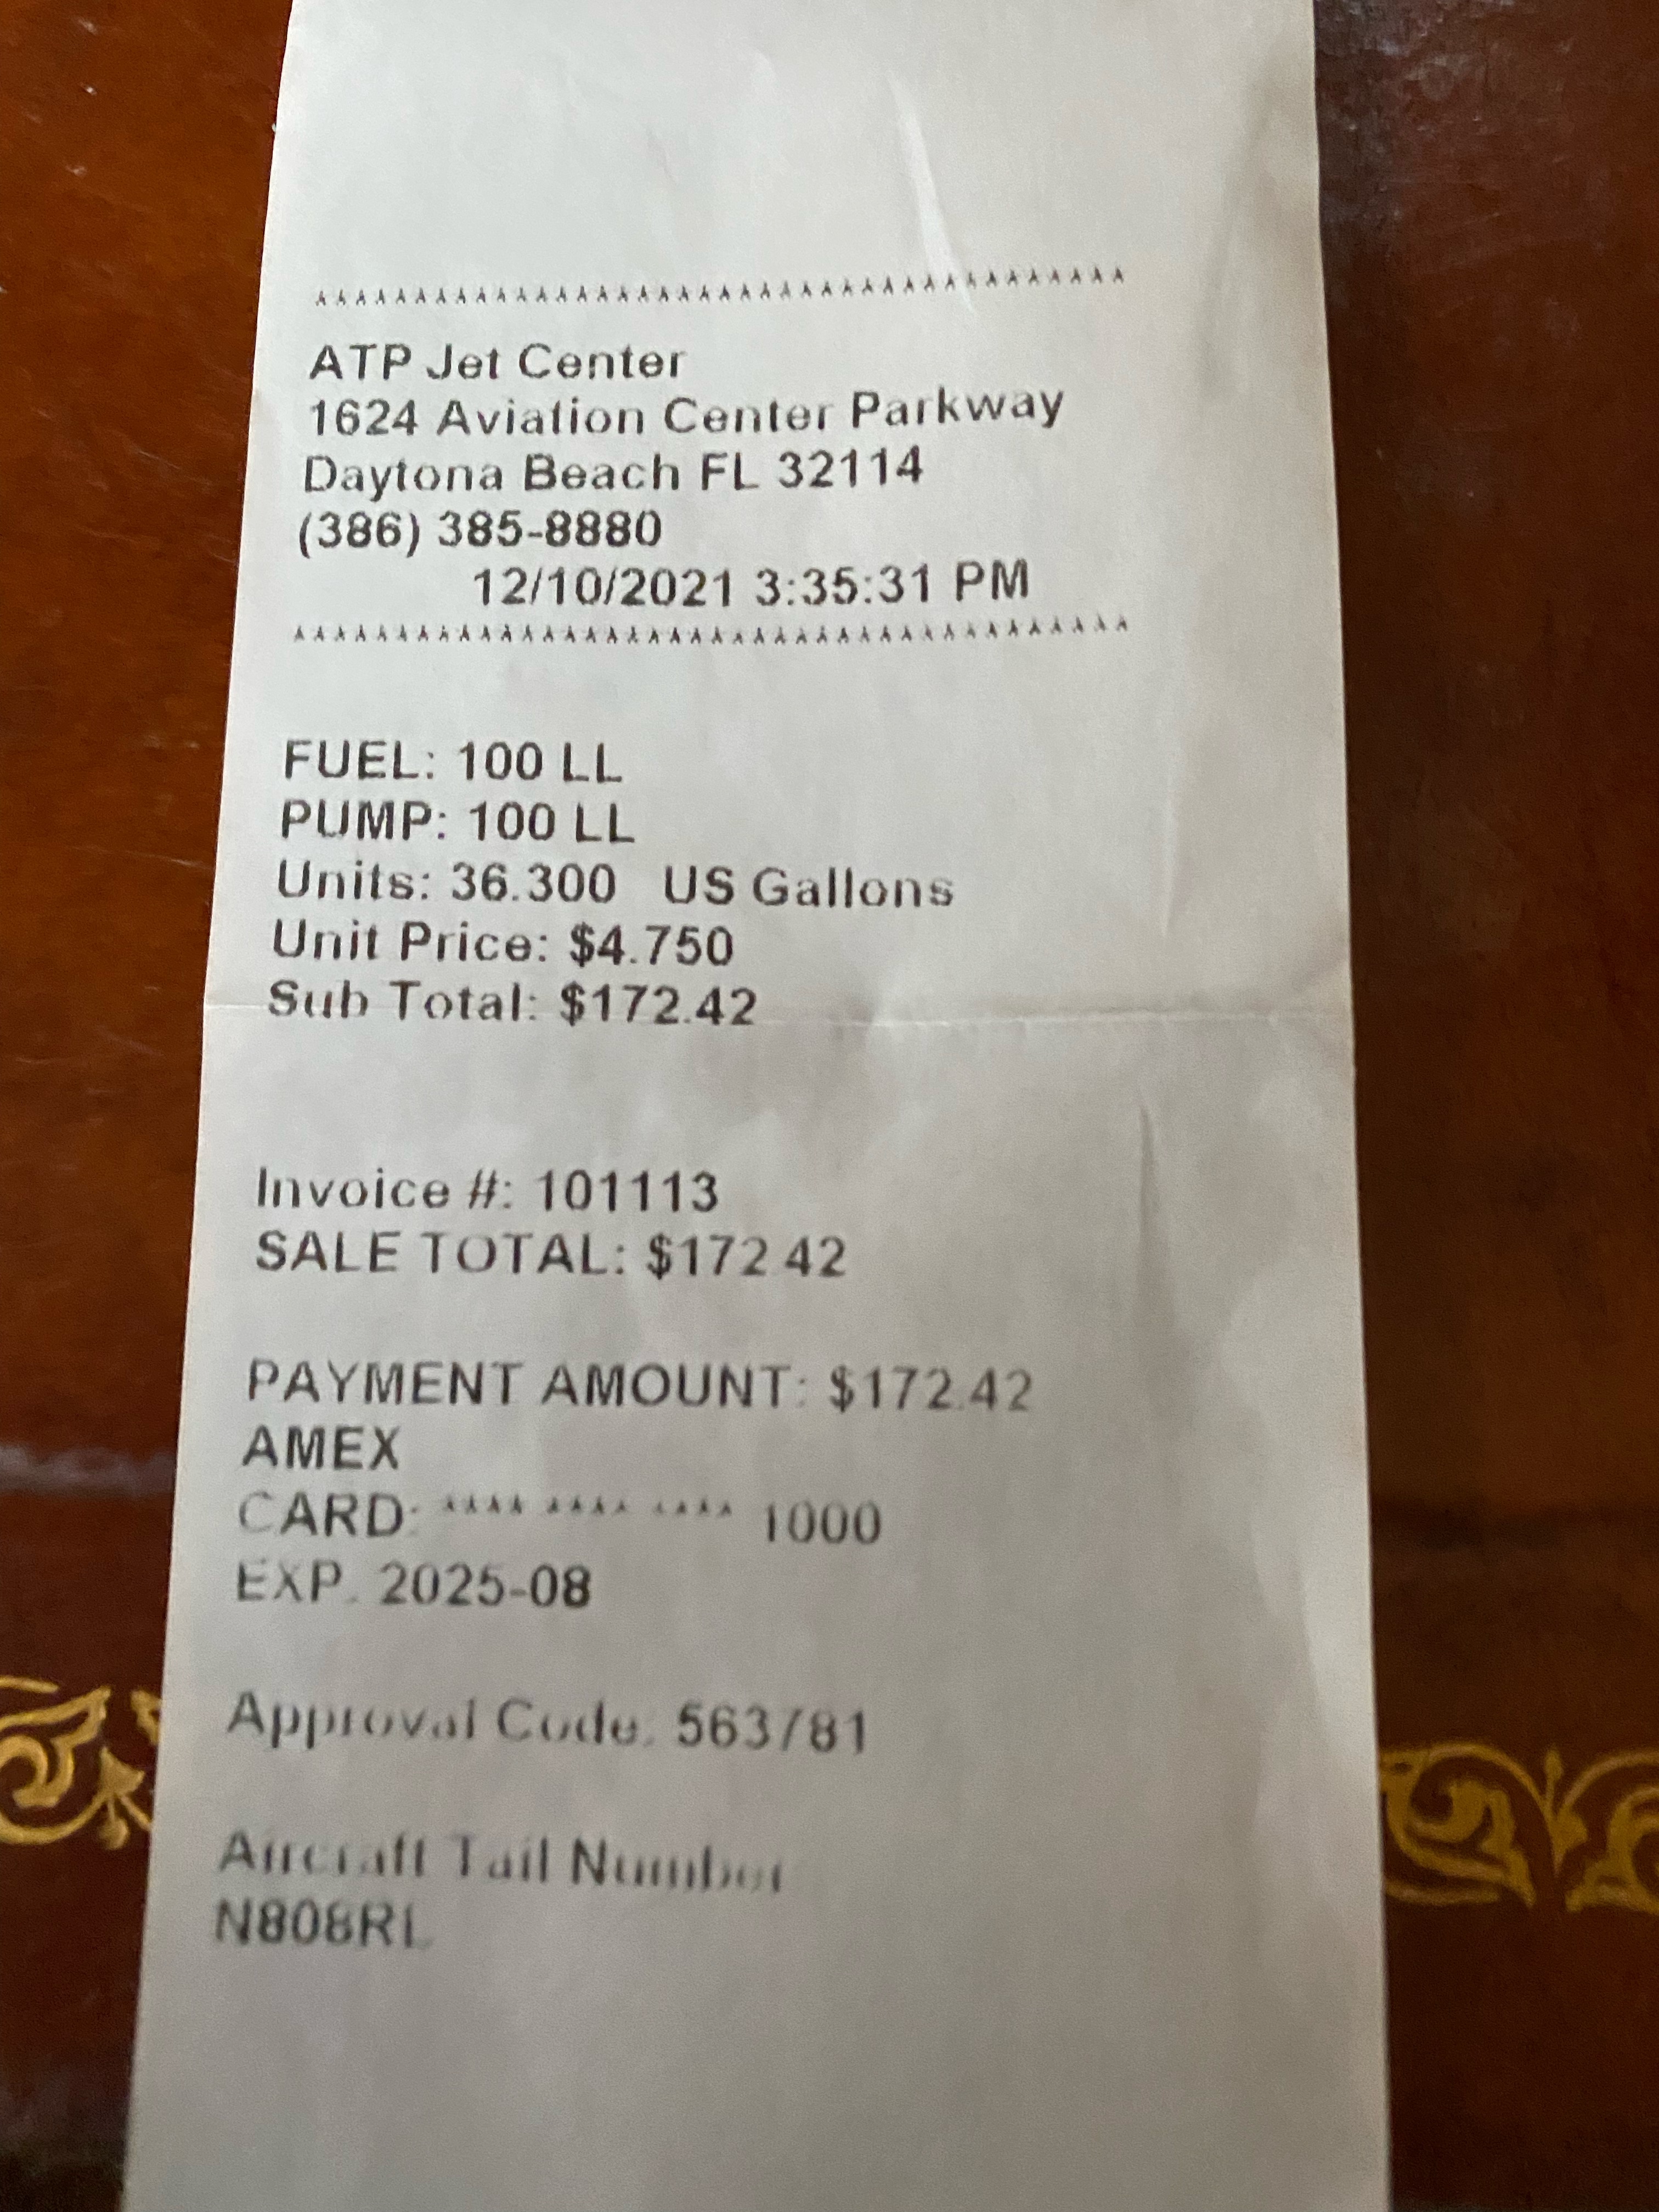 ****************************************
ATP Jet Center
1624 Aviation Center Parkway
Daytona Beach FL 32114
(386) 385-8880
12/10/2021 3:35:31 PM
****************************************
FUEL: 100 LL
PUMP: 100 LL
Units: 36.300 US Gallons
Unit Price: $4.750
Sub Total: $172.42
Invoice #: 101113
SALE TOTAL: $172.42
PAYMENT AMOUNT: $172.42
AMEX
CARD: **** **** **** 1000
EXP. 2025-08
Approval Code. 563781
Aircraft Tail Number
N808RL